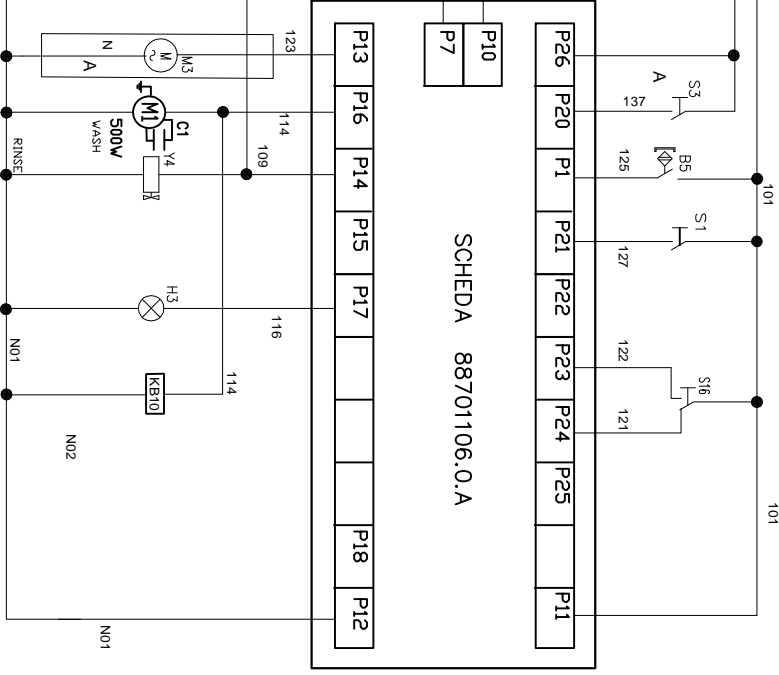 123
N
A
M
M3
P13
P7
P10
P26
A
S3
137
114
M1
C1
500W
WASH
P16
P20
RINSE
Y4
109
P14
P1
125
B5
101
P15
P21
127
S1
SCHEDA 88701106.0.A
H3
116
P17
P22
N01
P23
122
S16
KB10
114
P24
121
N02
P25
101
P18
P12
P11
N01